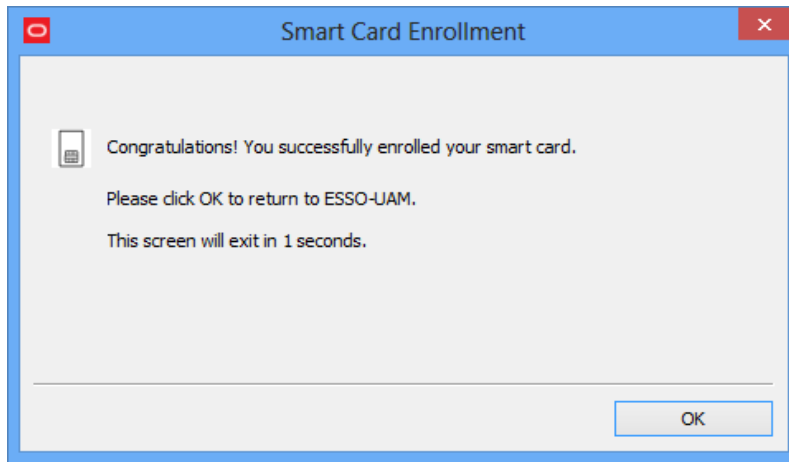 Smart Card Enrollment
Congratulations! You successfully enrolled your smart card.
Please click OK to return to ESSO-UAM.
This screen will exit in 1 seconds.
OK